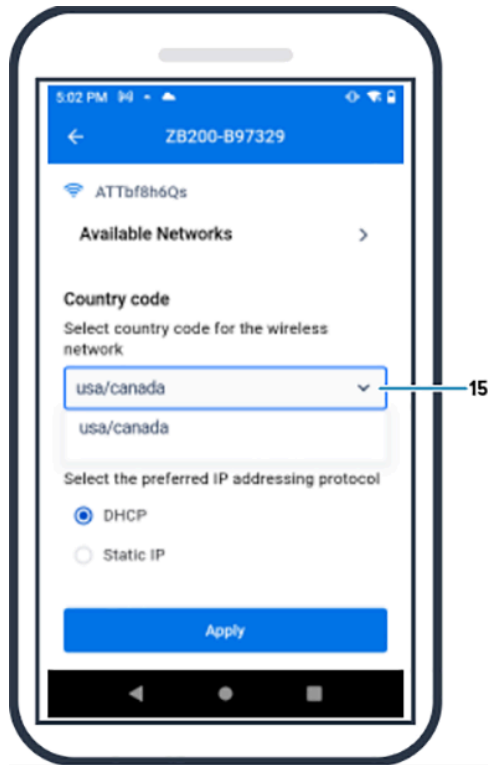 5:02 PM
ZB200-B97329
ATTbf8h6Qs
Available Networks
Country code
Select country code for the wireless
network
usa/canada
15
usa/canada
Select the preferred IP addressing protocol
DHCP
Static IP
Apply